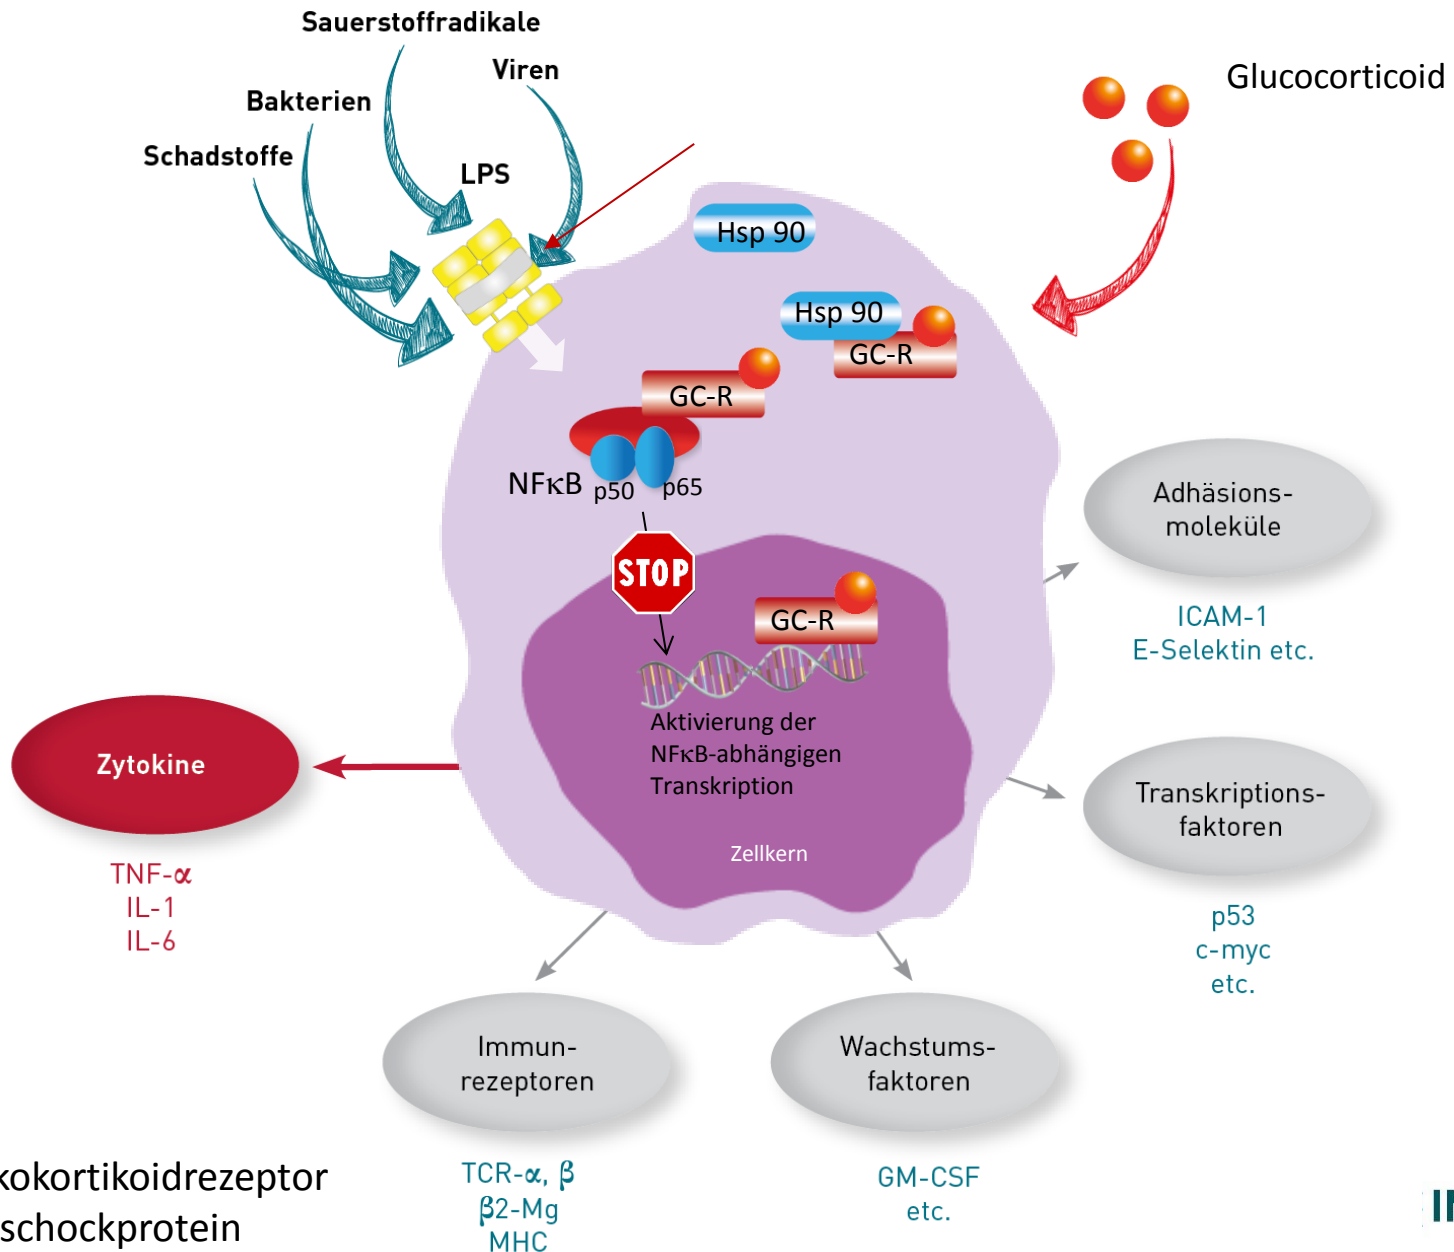 Sauerstoffradikale
Viren
Glucocorticoid
Bakterien
Schadstoffe
LPS
Hsp 90
Hsp 90
GC-R
GC-R
NFκB
p50
p65
STOP
GC-R
Aktivierung der
NFκB-abhängigen
Transkription
Zellkern
Adhäsions-
moleküle
ICAM-1
E-Selektin etc.
Zytokine
TNF-α
IL-1
IL-6
Transkriptions-
faktoren
p53
c-myc
etc.
Immun-
rezeptoren
TCR-α, β
β2-Mg
MHC
Wachstums-
faktoren
GM-CSF
etc.
kokortikoidrezeptor
schockprotein